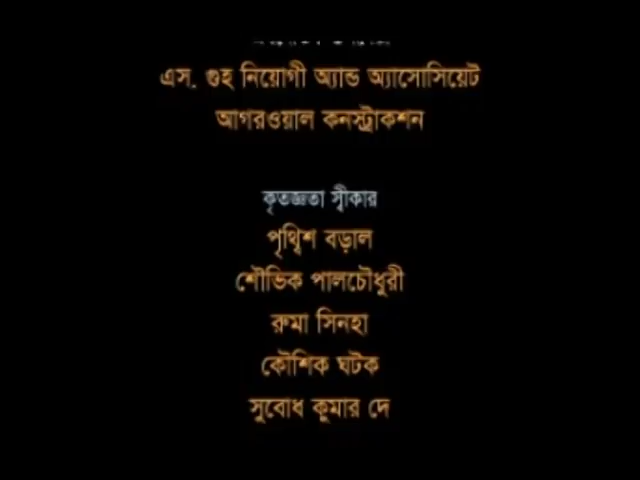 এস. গুহ নিয়োগী অ্যান্ড অ্যাসোসিয়েট
আগরওয়াল কনস্ট্রাকশন
কৃতজ্ঞতা স্বীকার
পৃথ্বিশ বড়াল
শৌভিক পালচৌধুরী
রুমা সিনহা
কৌশিক ঘটক
সুবোধ কুমার দে